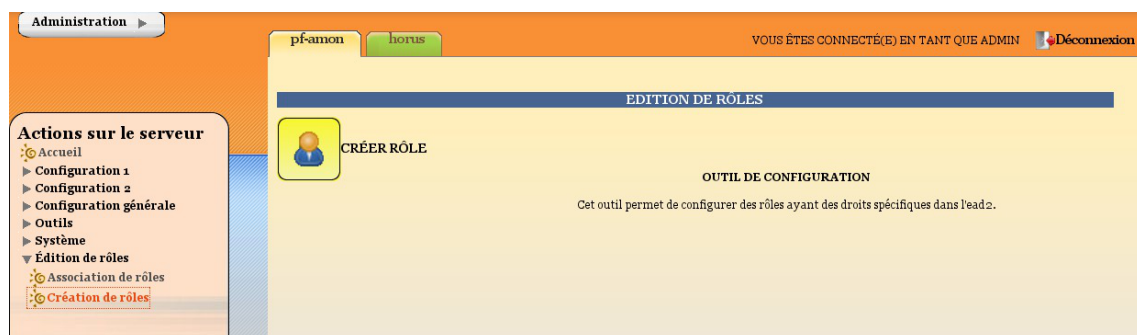 Administration
pf-amon
horus
VOUS ÊTES CONNECTÉ(E) EN TANT QUE ADMIN
Déconnexion
EDITION DE RÔLES
Actions sur le serveur
Accueil
Configuration 1
Configuration 2
Configuration générale
Outils
Système
Édition de rôles
Association de rôles
Création de rôles
CRÉER RÔLE
OUTIL DE CONFIGURATION
Cet outil permet de configurer des rôles ayant des droits spécifiques dans l'ead2.